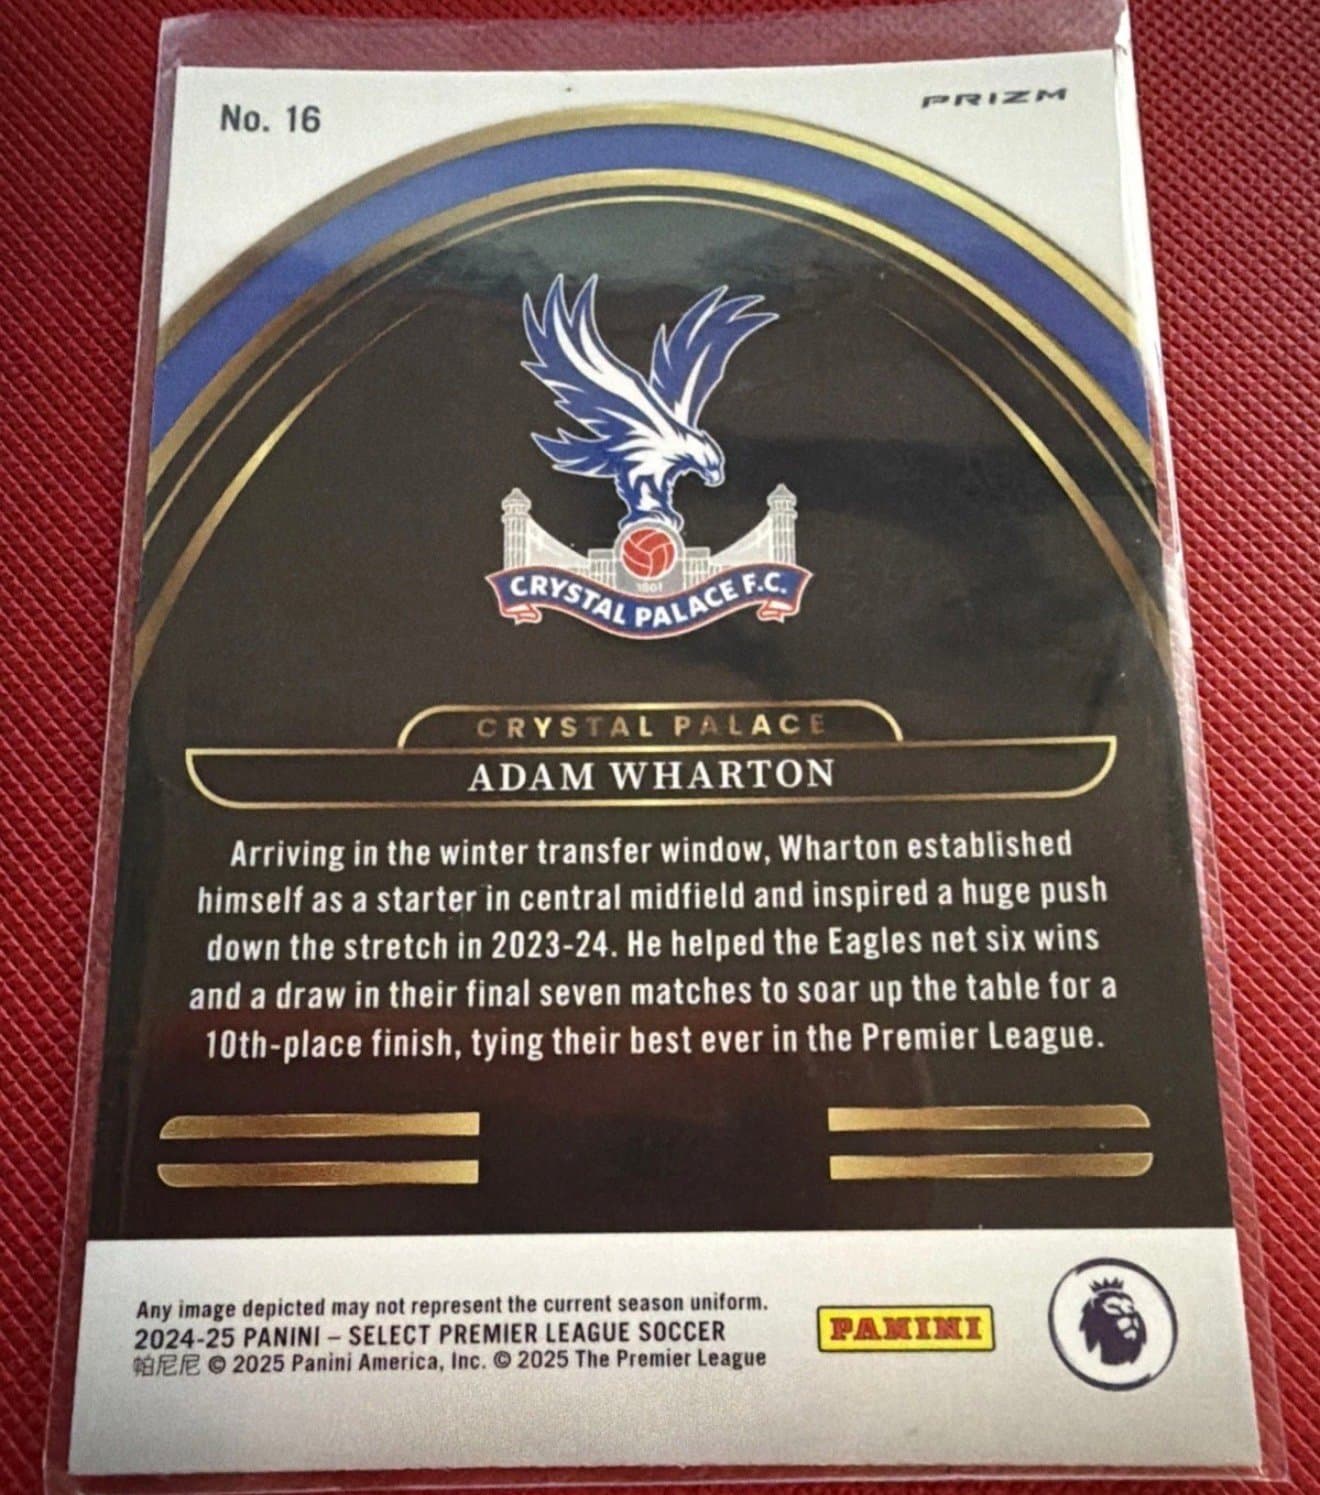 No. 16
PRIZM
1861
CRYSTAL PALACE F.C.
CRYSTAL PALACE
ADAM WHARTON
Arriving in the winter transfer window, Wharton established
himself as a starter in central midfield and inspired a huge push
down the stretch in 2023-24. He helped the Eagles net six wins
and a draw in their final seven matches to soar up the table for a
10th-place finish, tying their best ever in the Premier League.
Any image depicted may not represent the current season uniform.
2024-25 PANINI – SELECT PREMIER LEAGUE SOCCER
帕尼尼 © 2025 Panini America, Inc. © 2025 The Premier League
PANINI